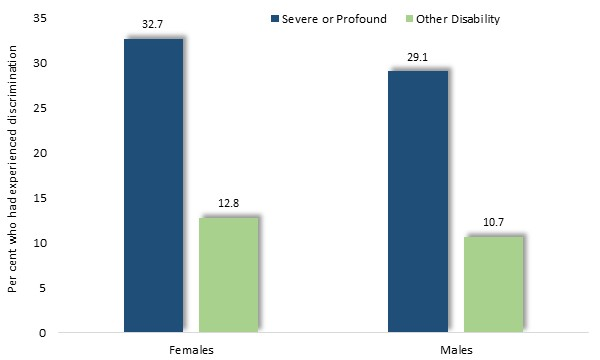 Severe or Profound
Other Disability
Per cent who had experienced discrimination
35
30
25
20
15
10
5
0
32.7
12.8
29.1
10.7
Females
Males